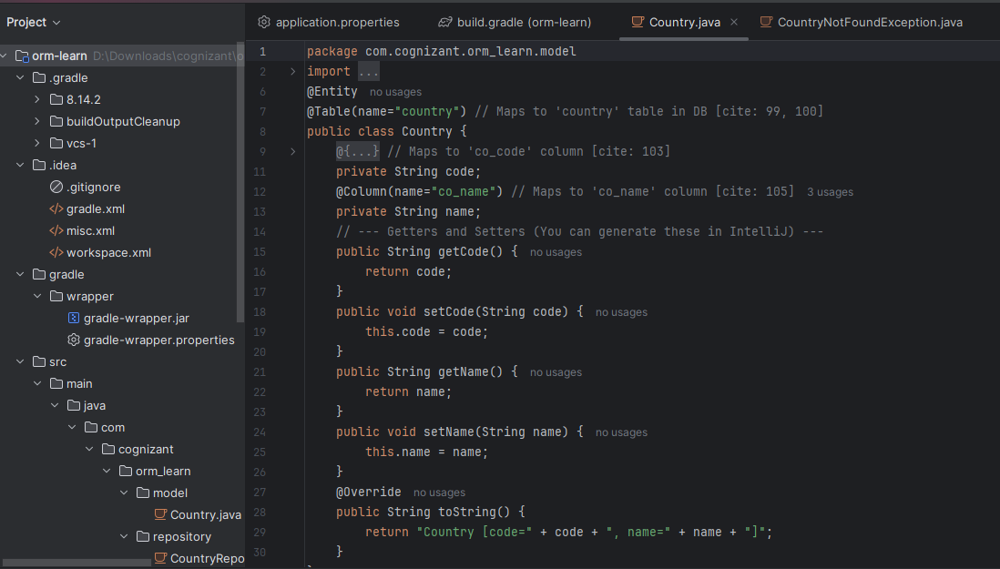 Project
application.properties
build.gradle (orm-learn)
Country.java
CountryNotFoundException.java
orm-learn D:\Downloads\cognizant\o
.gradle
8.14.2
buildOutputCleanup
vcs-1
.idea
.gitignore
gradle.xml
misc.xml
workspace.xml
gradle
wrapper
gradle-wrapper.jar
gradle-wrapper.properties
src
main
java
com
cognizant
orm_learn
model
Country.java
repository
CountryRepo
1 package com.cognizant.orm_learn.model
2 import ...
6 @Entity no usages
7 @Table(name="country") // Maps to 'country' table in DB [cite: 99, 100]
8 public class Country {
9 @{...} // Maps to 'co_code' column [cite: 103]
11 private String code;
12 @Column(name="co_name") // Maps to 'co_name' column [cite: 105] 3 usages
13 private String name;
14 // --- Getters and Setters (You can generate these in IntelliJ) ---
15 public String getCode() { no usages
16 return code;
17 }
18 public void setCode(String code) { no usages
19 this.code = code;
20 }
21 public String getName() { no usages
22 return name;
23 }
24 public void setName(String name) { no usages
25 this.name = name;
26 }
27 @Override no usages
28 public String toString() {
29 return "Country [code=" + code + ", name=" + name + "]";
30 }